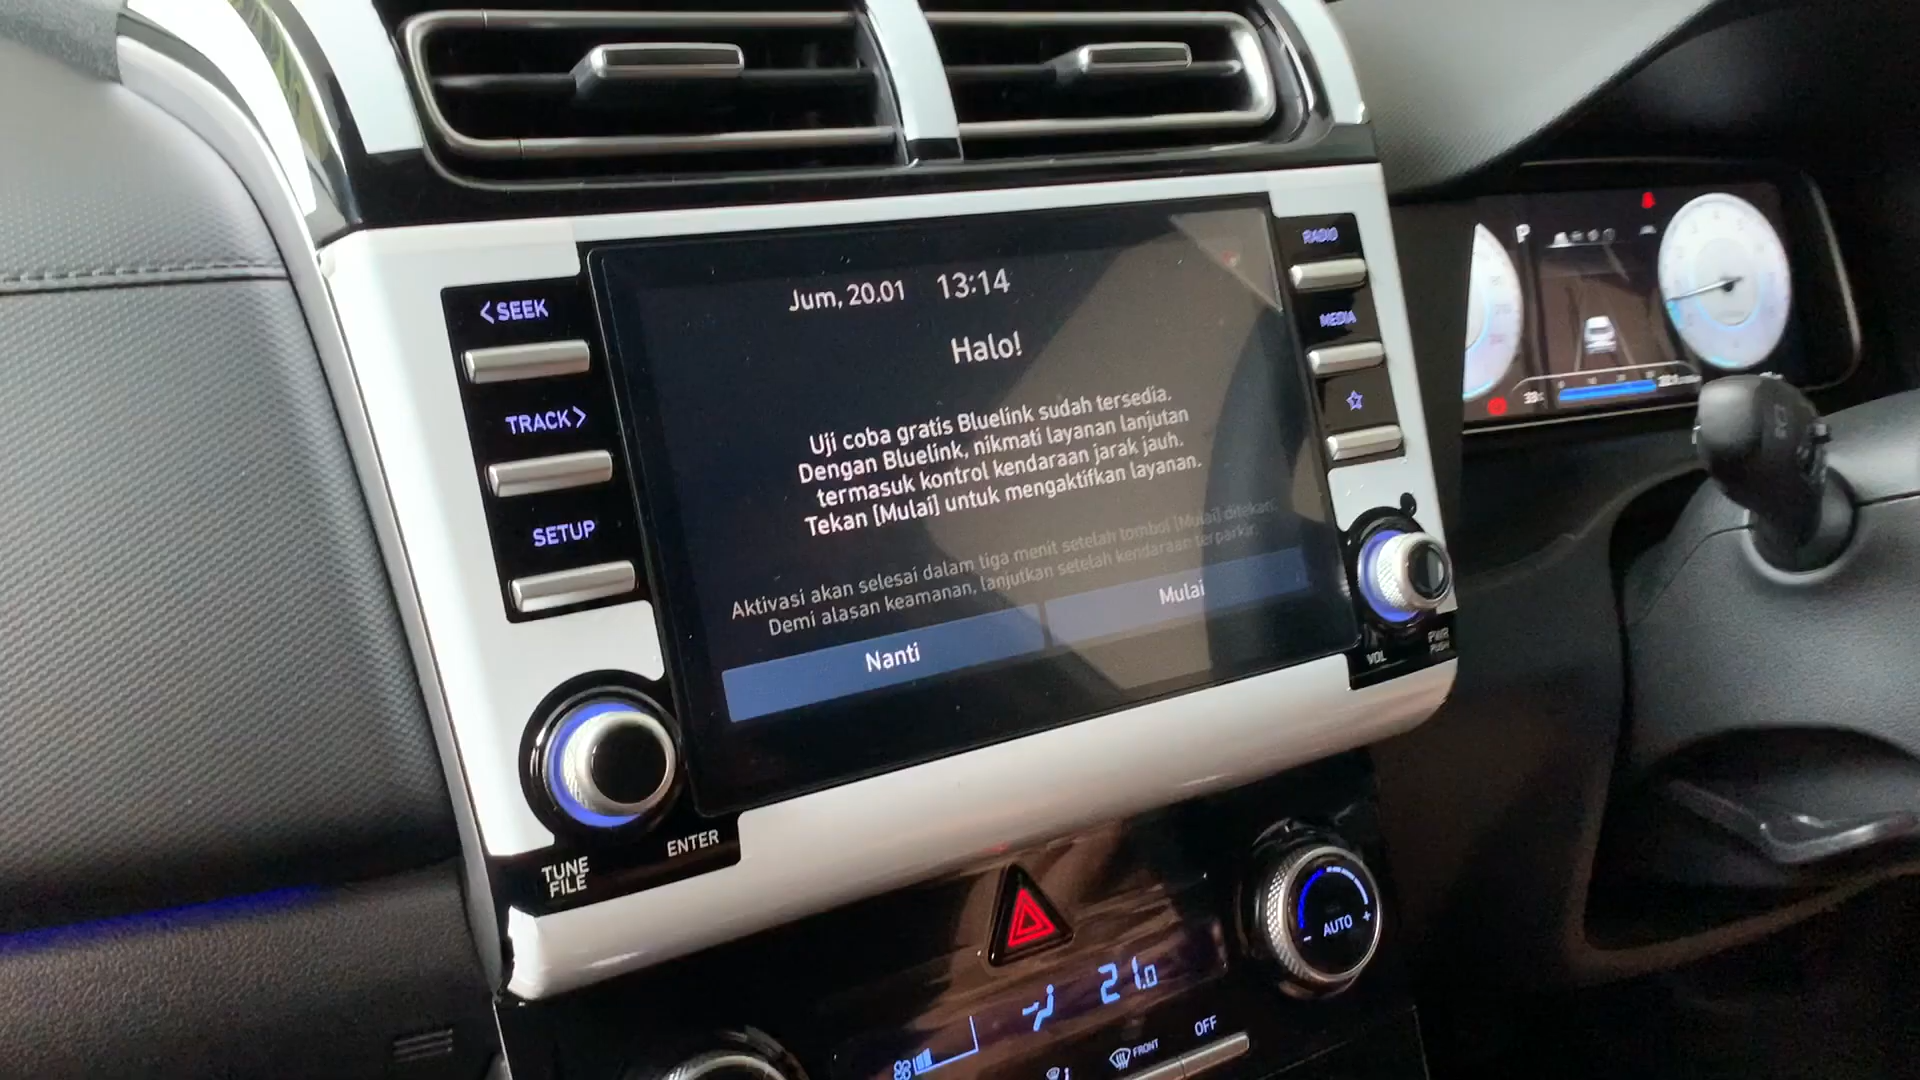 Jum, 20.01 13:14
Halo!
Uji coba gratis Bluelink sudah tersedia.
Dengan Bluelink, nikmati layanan lanjutan
termasuk kontrol kendaraan jarak jauh.
Tekan [Mulai] untuk mengaktifkan layanan.
Aktivasi akan selesai dalam tiga menit setelah tombol [Mulai] ditekan.
Demi alasan keamanan, lanjutkan setelah kendaraan terparkir.
Nanti
Mulai
<SEEK
TRACK>
SETUP
TUNE
FILE
ENTER
RADIO
MEDIA
VOL
PWR
PUSH
P
AUTO
- +
21.0
FRONT
OFF